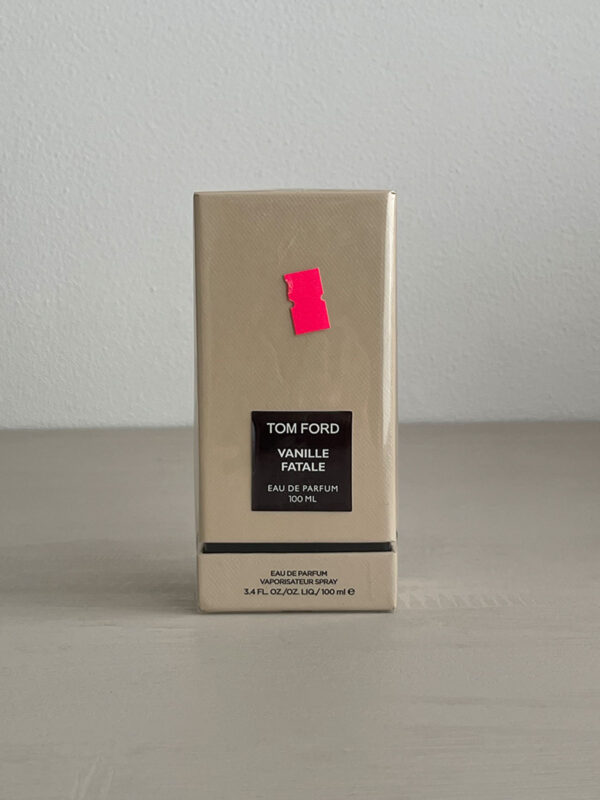 TOM FORD
VANILLE
FATALE
EAU DE PARFUM
100 ML
EAU DE PARFUM
VAPORISATEUR SPRAY
3.4 FL. OZ./OZ. LIQ./ 100 ml ℮